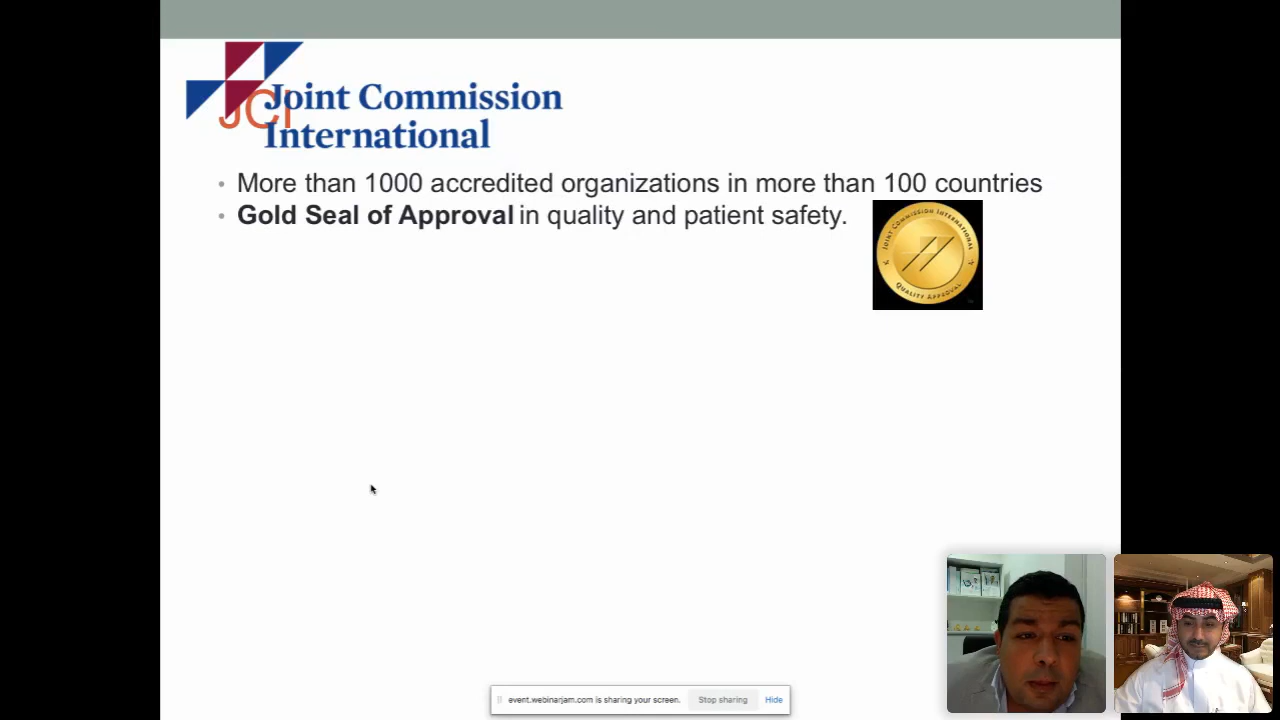 JCI
Joint Commission
International
• More than 1000 accredited organizations in more than 100 countries
• Gold Seal of Approval in quality and patient safety.
JOINT COMMISSION INTERNATIONAL
QUALITY APPROVAL
event.webinarjam.com is sharing your screen.
Stop sharing
Hide